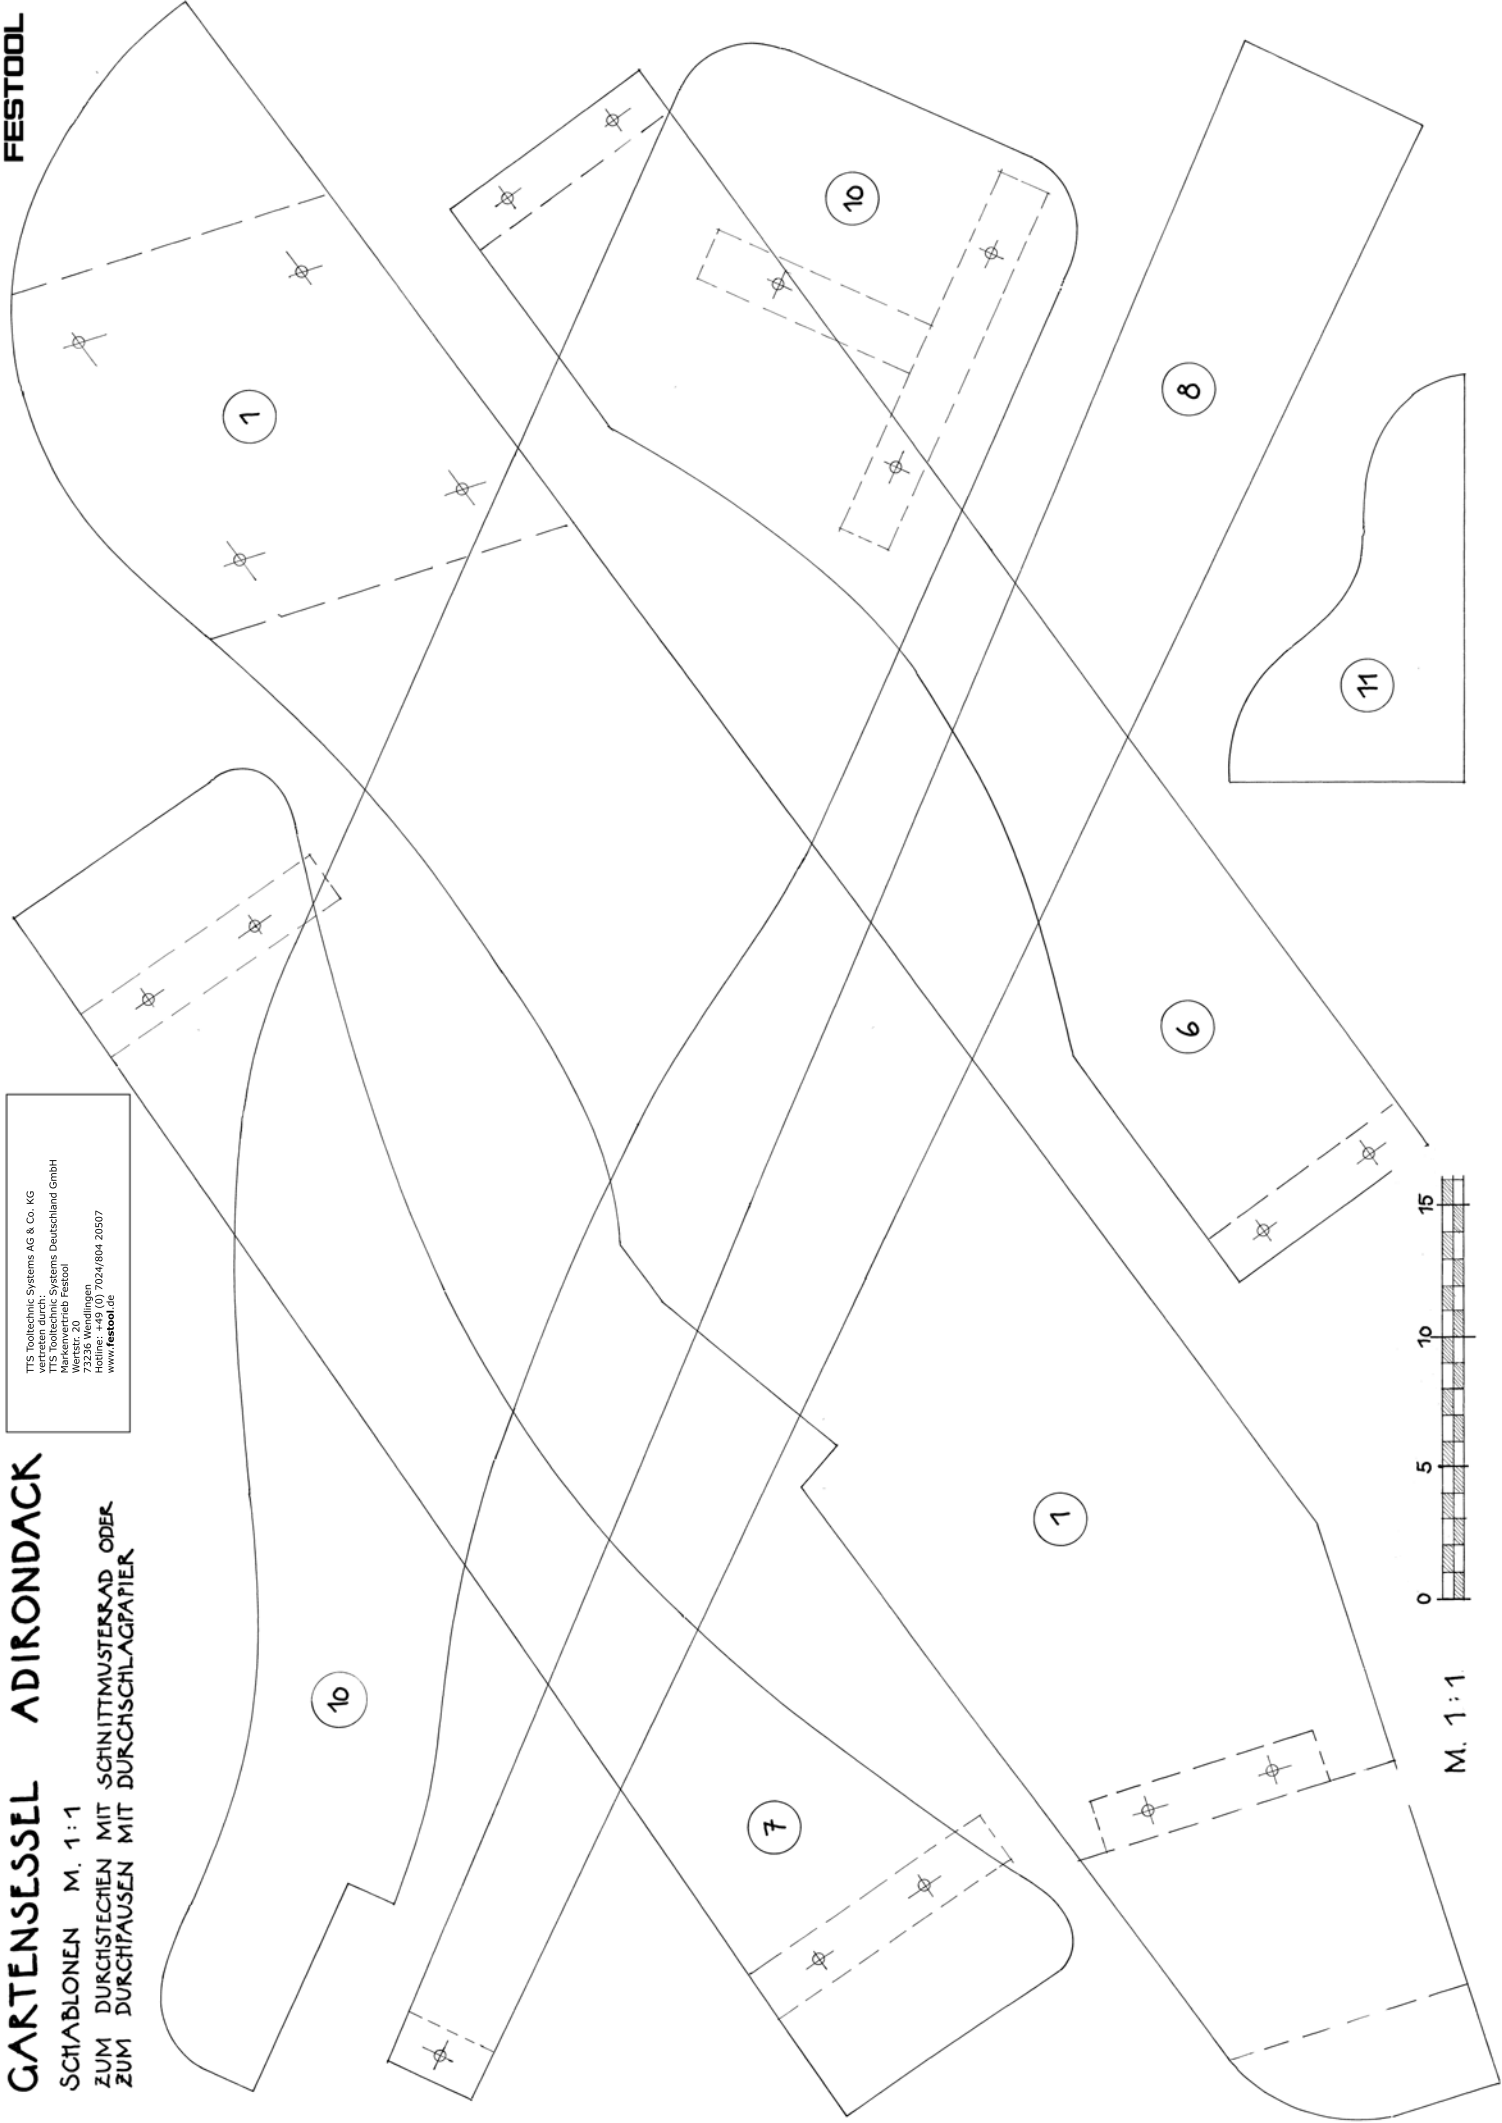 FESTOOL
GARTENSESSEL ADIRONDACK
SCHABLONEN M. 1:1
ZUM DURCHSTECHEN MIT SCHNITTMUSTERRAD ODER
ZUM DURCHPAUSEN MIT DURCHSCHLAGPAPIER
TTS Tooltechnic Systems AG & Co. KG
vertreten durch:
TTS Tooltechnic Systems Deutschland GmbH
Markenvertrieb Festool
Wertstr. 20
73236 Wendlingen
Hotline: +49 (0) 7024/804 20507
www.festool.de
1
10
8
11
6
10
7
1
M. 1:1
0 5 10 15